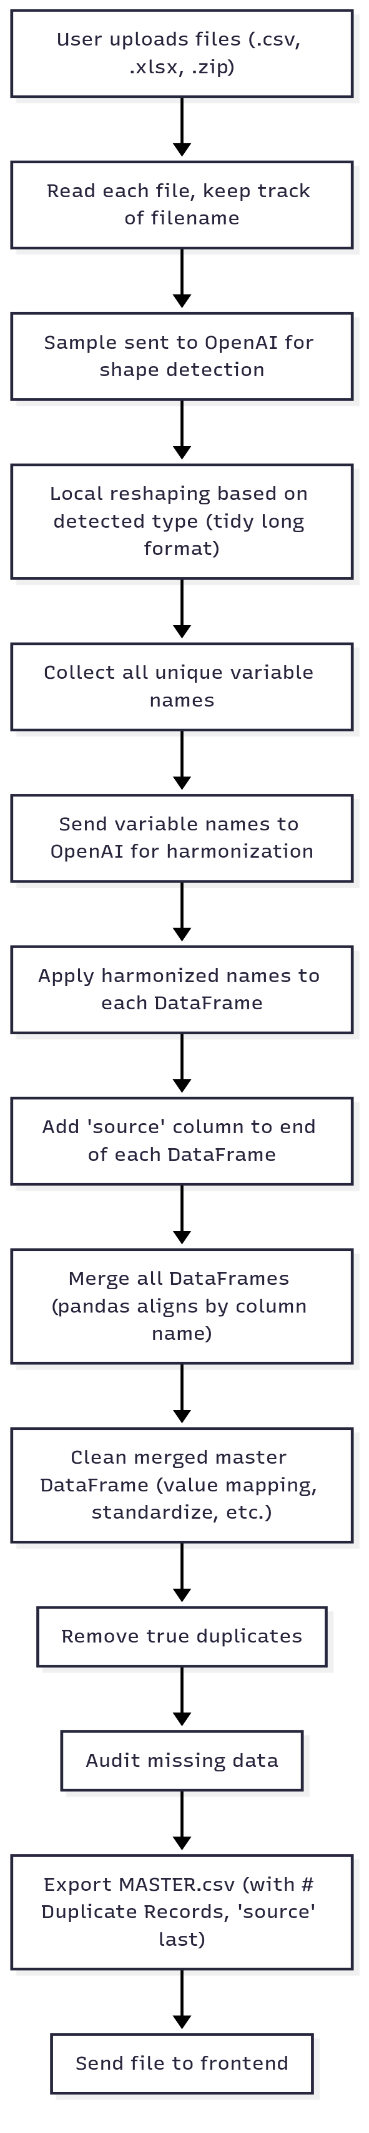 User uploads files (.csv,
.xlsx, .zip)
Read each file, keep track
of filename
Sample sent to OpenAI for
shape detection
Local reshaping based on
detected type (tidy long
format)
Collect all unique variable
names
Send variable names to
OpenAI for harmonization
Apply harmonized names to
each DataFrame
Add 'source' column to end
of each DataFrame
Merge all DataFrames
(pandas aligns by column
name)
Clean merged master
DataFrame (value mapping,
standardize, etc.)
Remove true duplicates
Audit missing data
Export MASTER.csv (with #
Duplicate Records, 'source'
last)
Send file to frontend